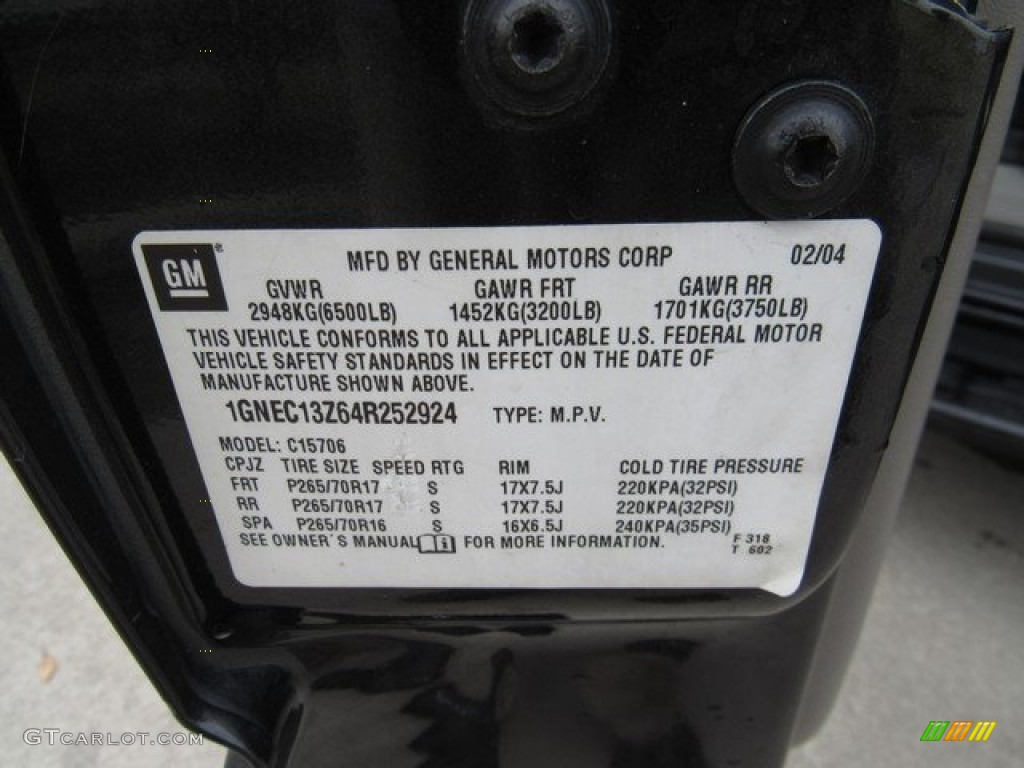 GM ®
MFD BY GENERAL MOTORS CORP 02/04
GVWR GAWR FRT GAWR RR
2948KG(6500LB) 1452KG(3200LB) 1701KG(3750LB)
THIS VEHICLE CONFORMS TO ALL APPLICABLE U.S. FEDERAL MOTOR
VEHICLE SAFETY STANDARDS IN EFFECT ON THE DATE OF
MANUFACTURE SHOWN ABOVE.
1GNEC13Z64R252924 TYPE: M.P.V.
MODEL: C15706
CPJZ TIRE SIZE SPEED RTG RIM COLD TIRE PRESSURE
FRT P265/70R17 S 17X7.5J 220KPA(32PSI)
RR P265/70R17 S 17X7.5J 220KPA(32PSI)
SPA P265/70R16 S 16X6.5J 240KPA(35PSI)
SEE OWNER'S MANUAL i FOR MORE INFORMATION. F 318
T 602
GTCARLOT.COM